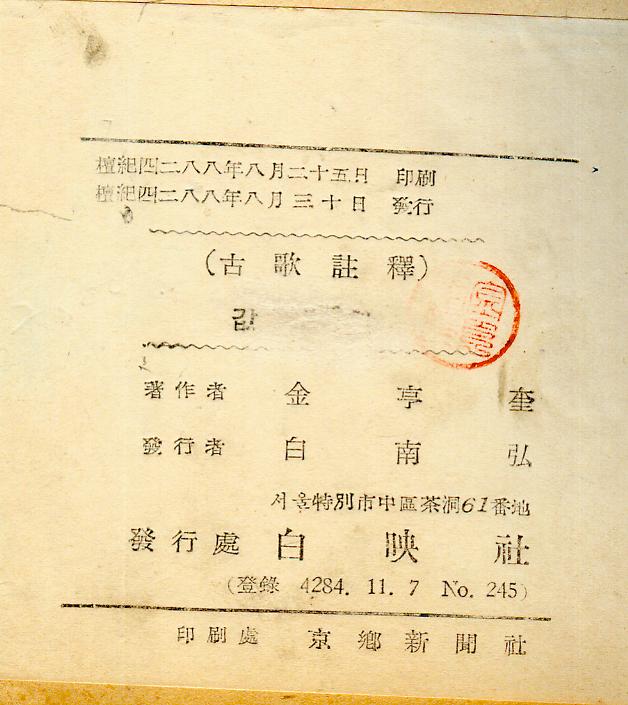 檀紀四二八八年八月二十五日 印刷
檀紀四二八八年八月三十日 發行
(古歌註釋)
값
著作者 金亨奎
發行者 白南弘
서울特別市中區茶洞61番地
發行處 白映社
(登錄 4284. 11. 7 No. 245)
印刷處 京鄕新聞社